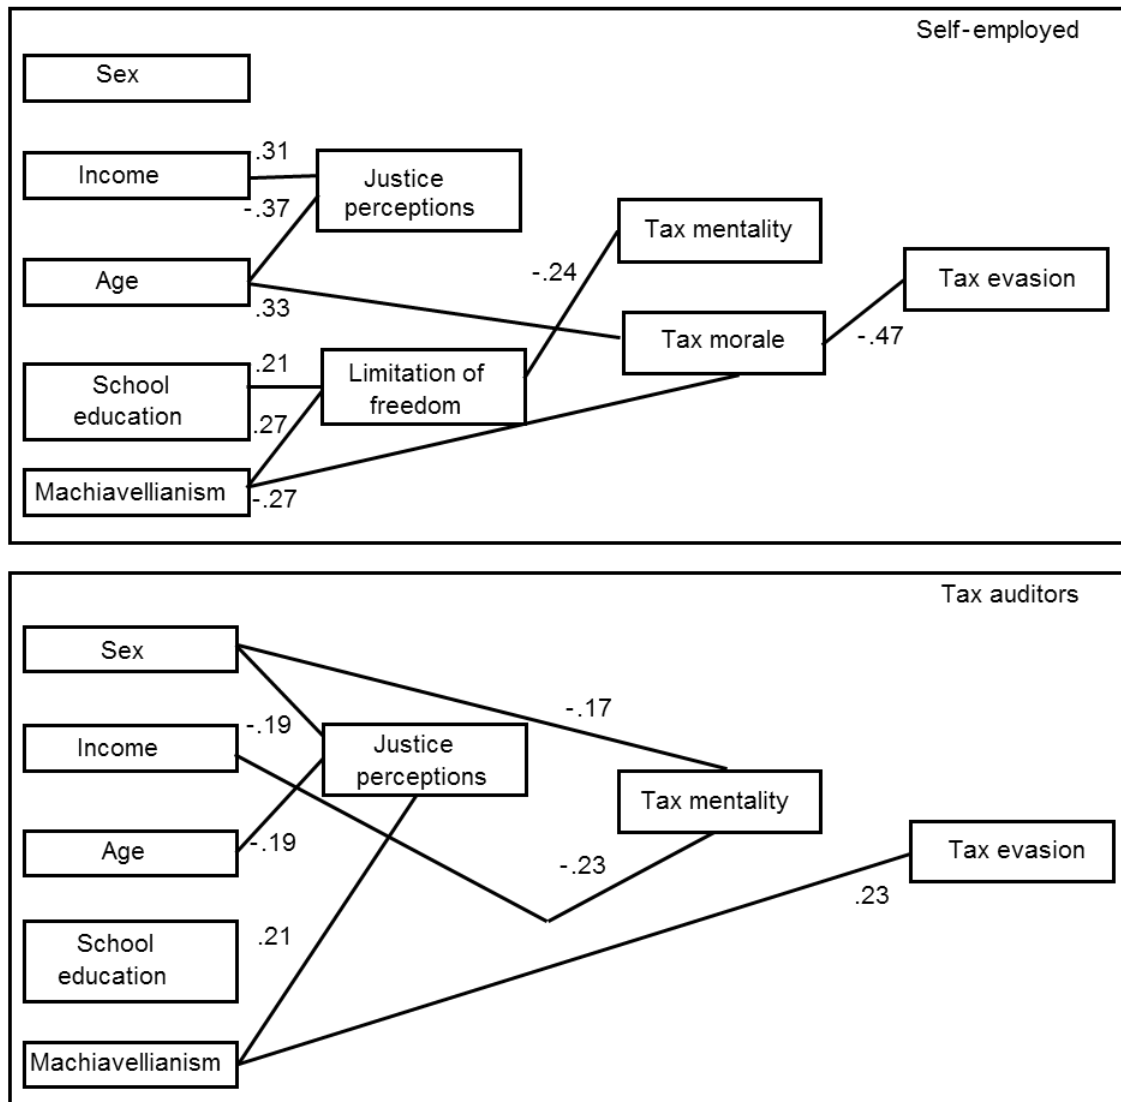 Self-employed
Sex
.31
Income
Justice
perceptions
-.37
Tax mentality
Age
-.24
Tax evasion
.33
Tax morale
-.47
.21
School
education
Limitation of
freedom
.27
Machiavellianism
-.27
Tax auditors
Sex
-.17
-.19
Income
Justice
perceptions
Tax mentality
Age
-.19
Tax evasion
-.23
.23
School
education
.21
Machiavellianism